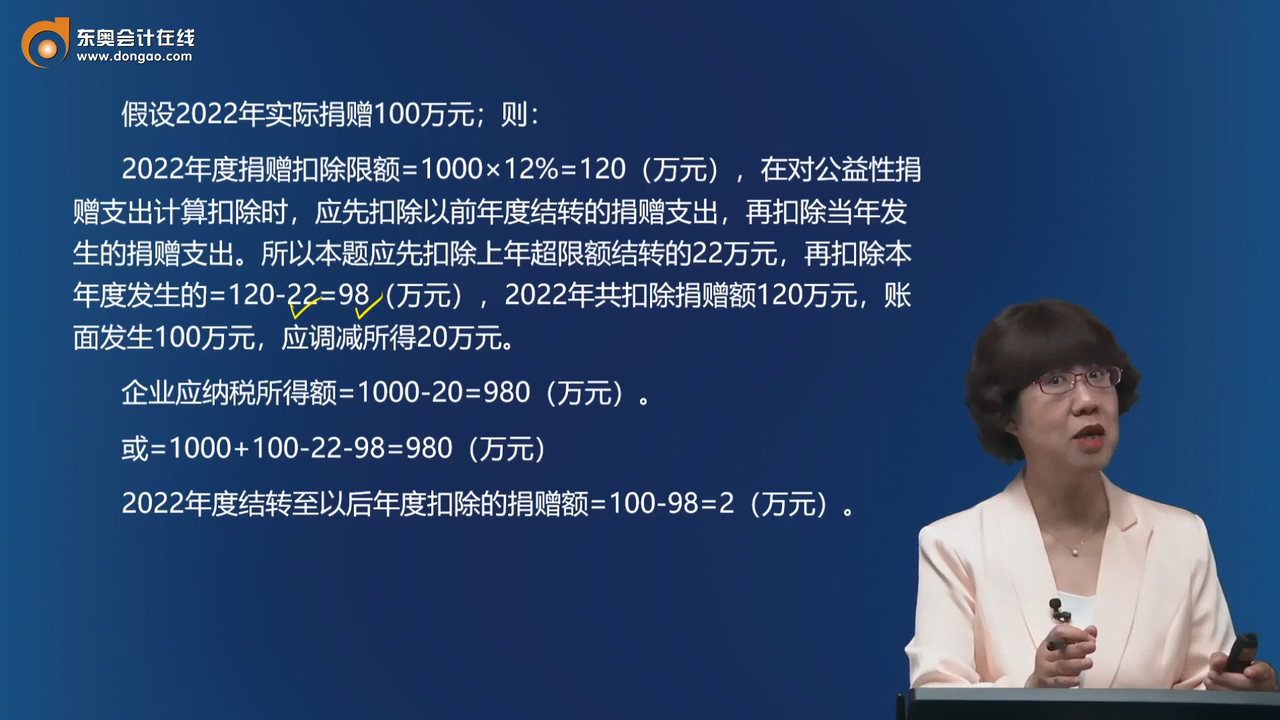 东奥会计在线
www.dongao.com
假设2022年实际捐赠100万元；则：
2022年度捐赠扣除限额=1000×12%=120（万元），在对公益性捐
赠支出计算扣除时，应先扣除以前年度结转的捐赠支出，再扣除当年发
生的捐赠支出。所以本题应先扣除上年超限额结转的22万元，再扣除本
年度发生的=120-22=98（万元），2022年共扣除捐赠额120万元，账
面发生100万元，应调减所得20万元。
企业应纳税所得额=1000-20=980（万元）。
或=1000+100-22-98=980（万元）
2022年度结转至以后年度扣除的捐赠额=100-98=2（万元）。